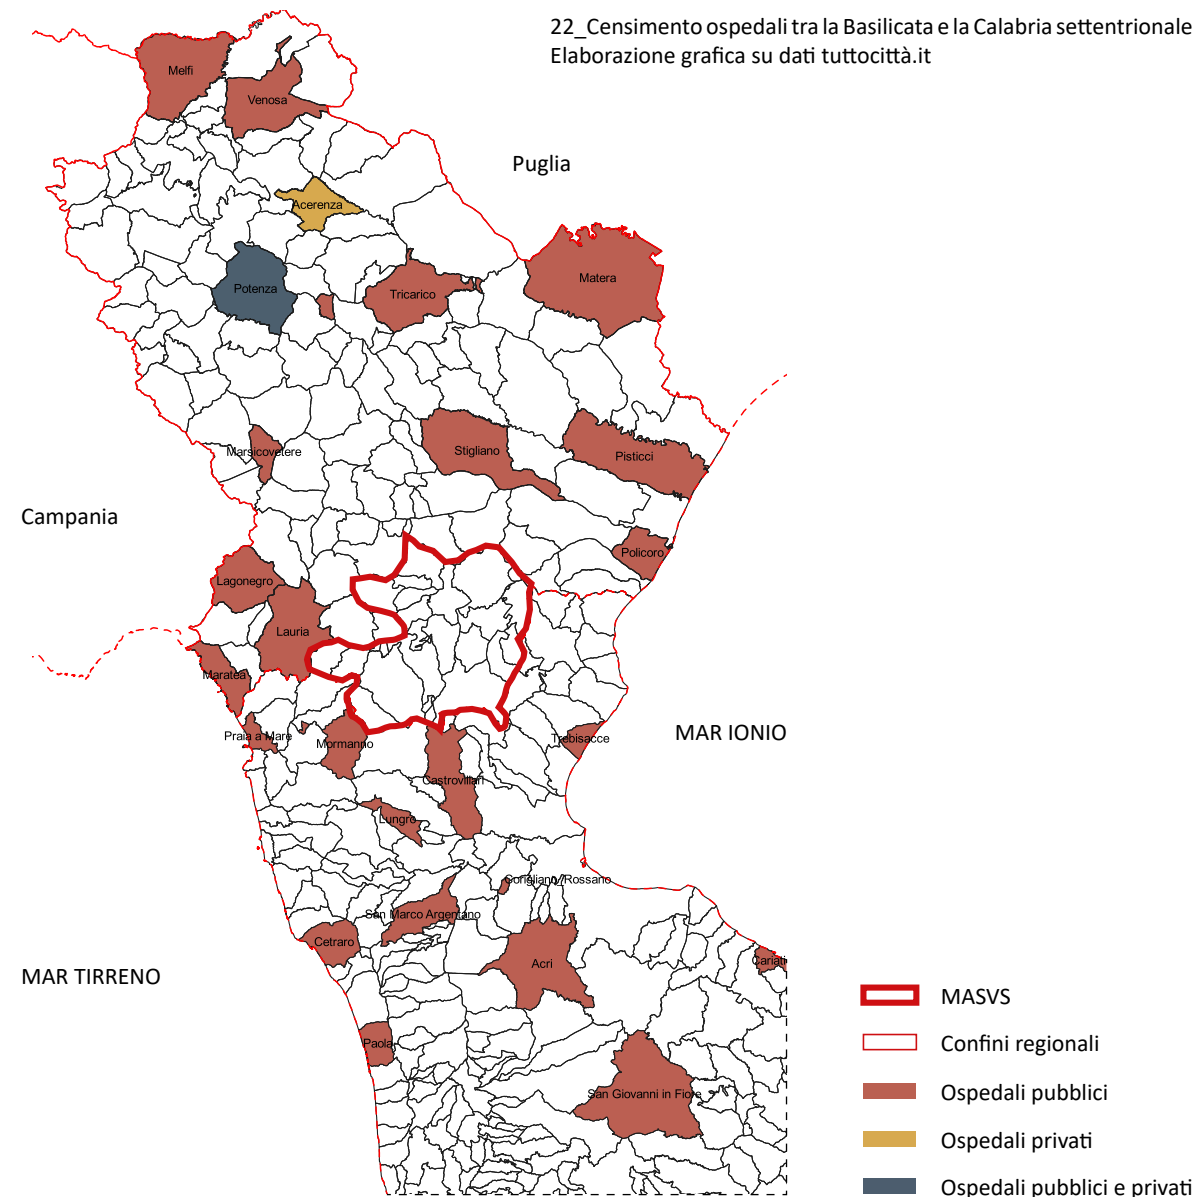 22_Censimento ospedali tra la Basilicata e la Calabria settentrionale
Elaborazione grafica su dati tuttocittà.it
Melfi
Venosa
Puglia
Acerenza
Matera
Potenza
Tricarico
Marsicovetere
Stigliano
Pisticci
Campania
Policoro
Lagonegro
Lauria
Maratea
Praia a Mare
Mormanno
Trebisacce
MAR IONIO
Castrovillari
Lungro
Corigliano Rossano
San Marco Argentano
Cetraro
Acri
Cariati
MAR TIRRENO
Paola
San Giovanni in Fiore
MASVS
Confini regionali
Ospedali pubblici
Ospedali privati
Ospedali pubblici e privati